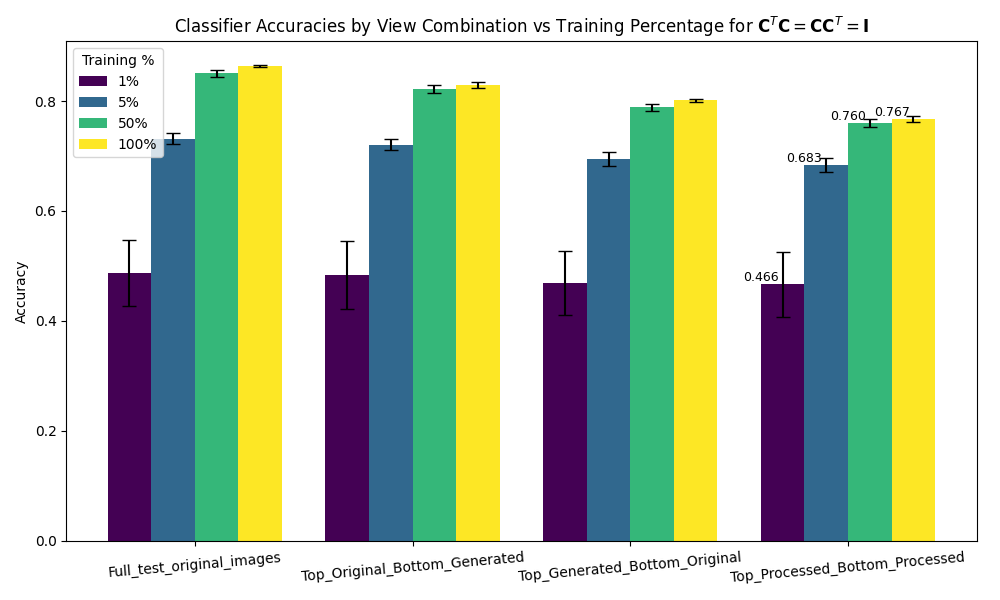 Classifier Accuracies by View Combination vs Training Percentage for C^T C = CC^T = I
Training %
1%
5%
50%
100%
Accuracy
0.8
0.6
0.4
0.2
0.0
0.466
0.683
0.760
0.767
Full_test_original_images
Top_Original_Bottom_Generated
Top_Generated_Bottom_Original
Top_Processed_Bottom_Processed